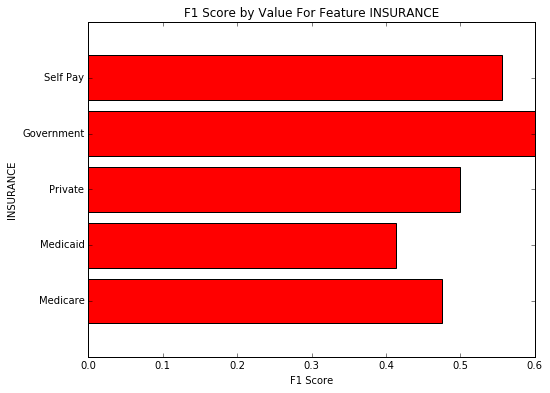 F1 Score by Value For Feature INSURANCE
INSURANCE
Self Pay
Government
Private
Medicaid
Medicare
0.0 0.1 0.2 0.3 0.4 0.5 0.6
F1 Score